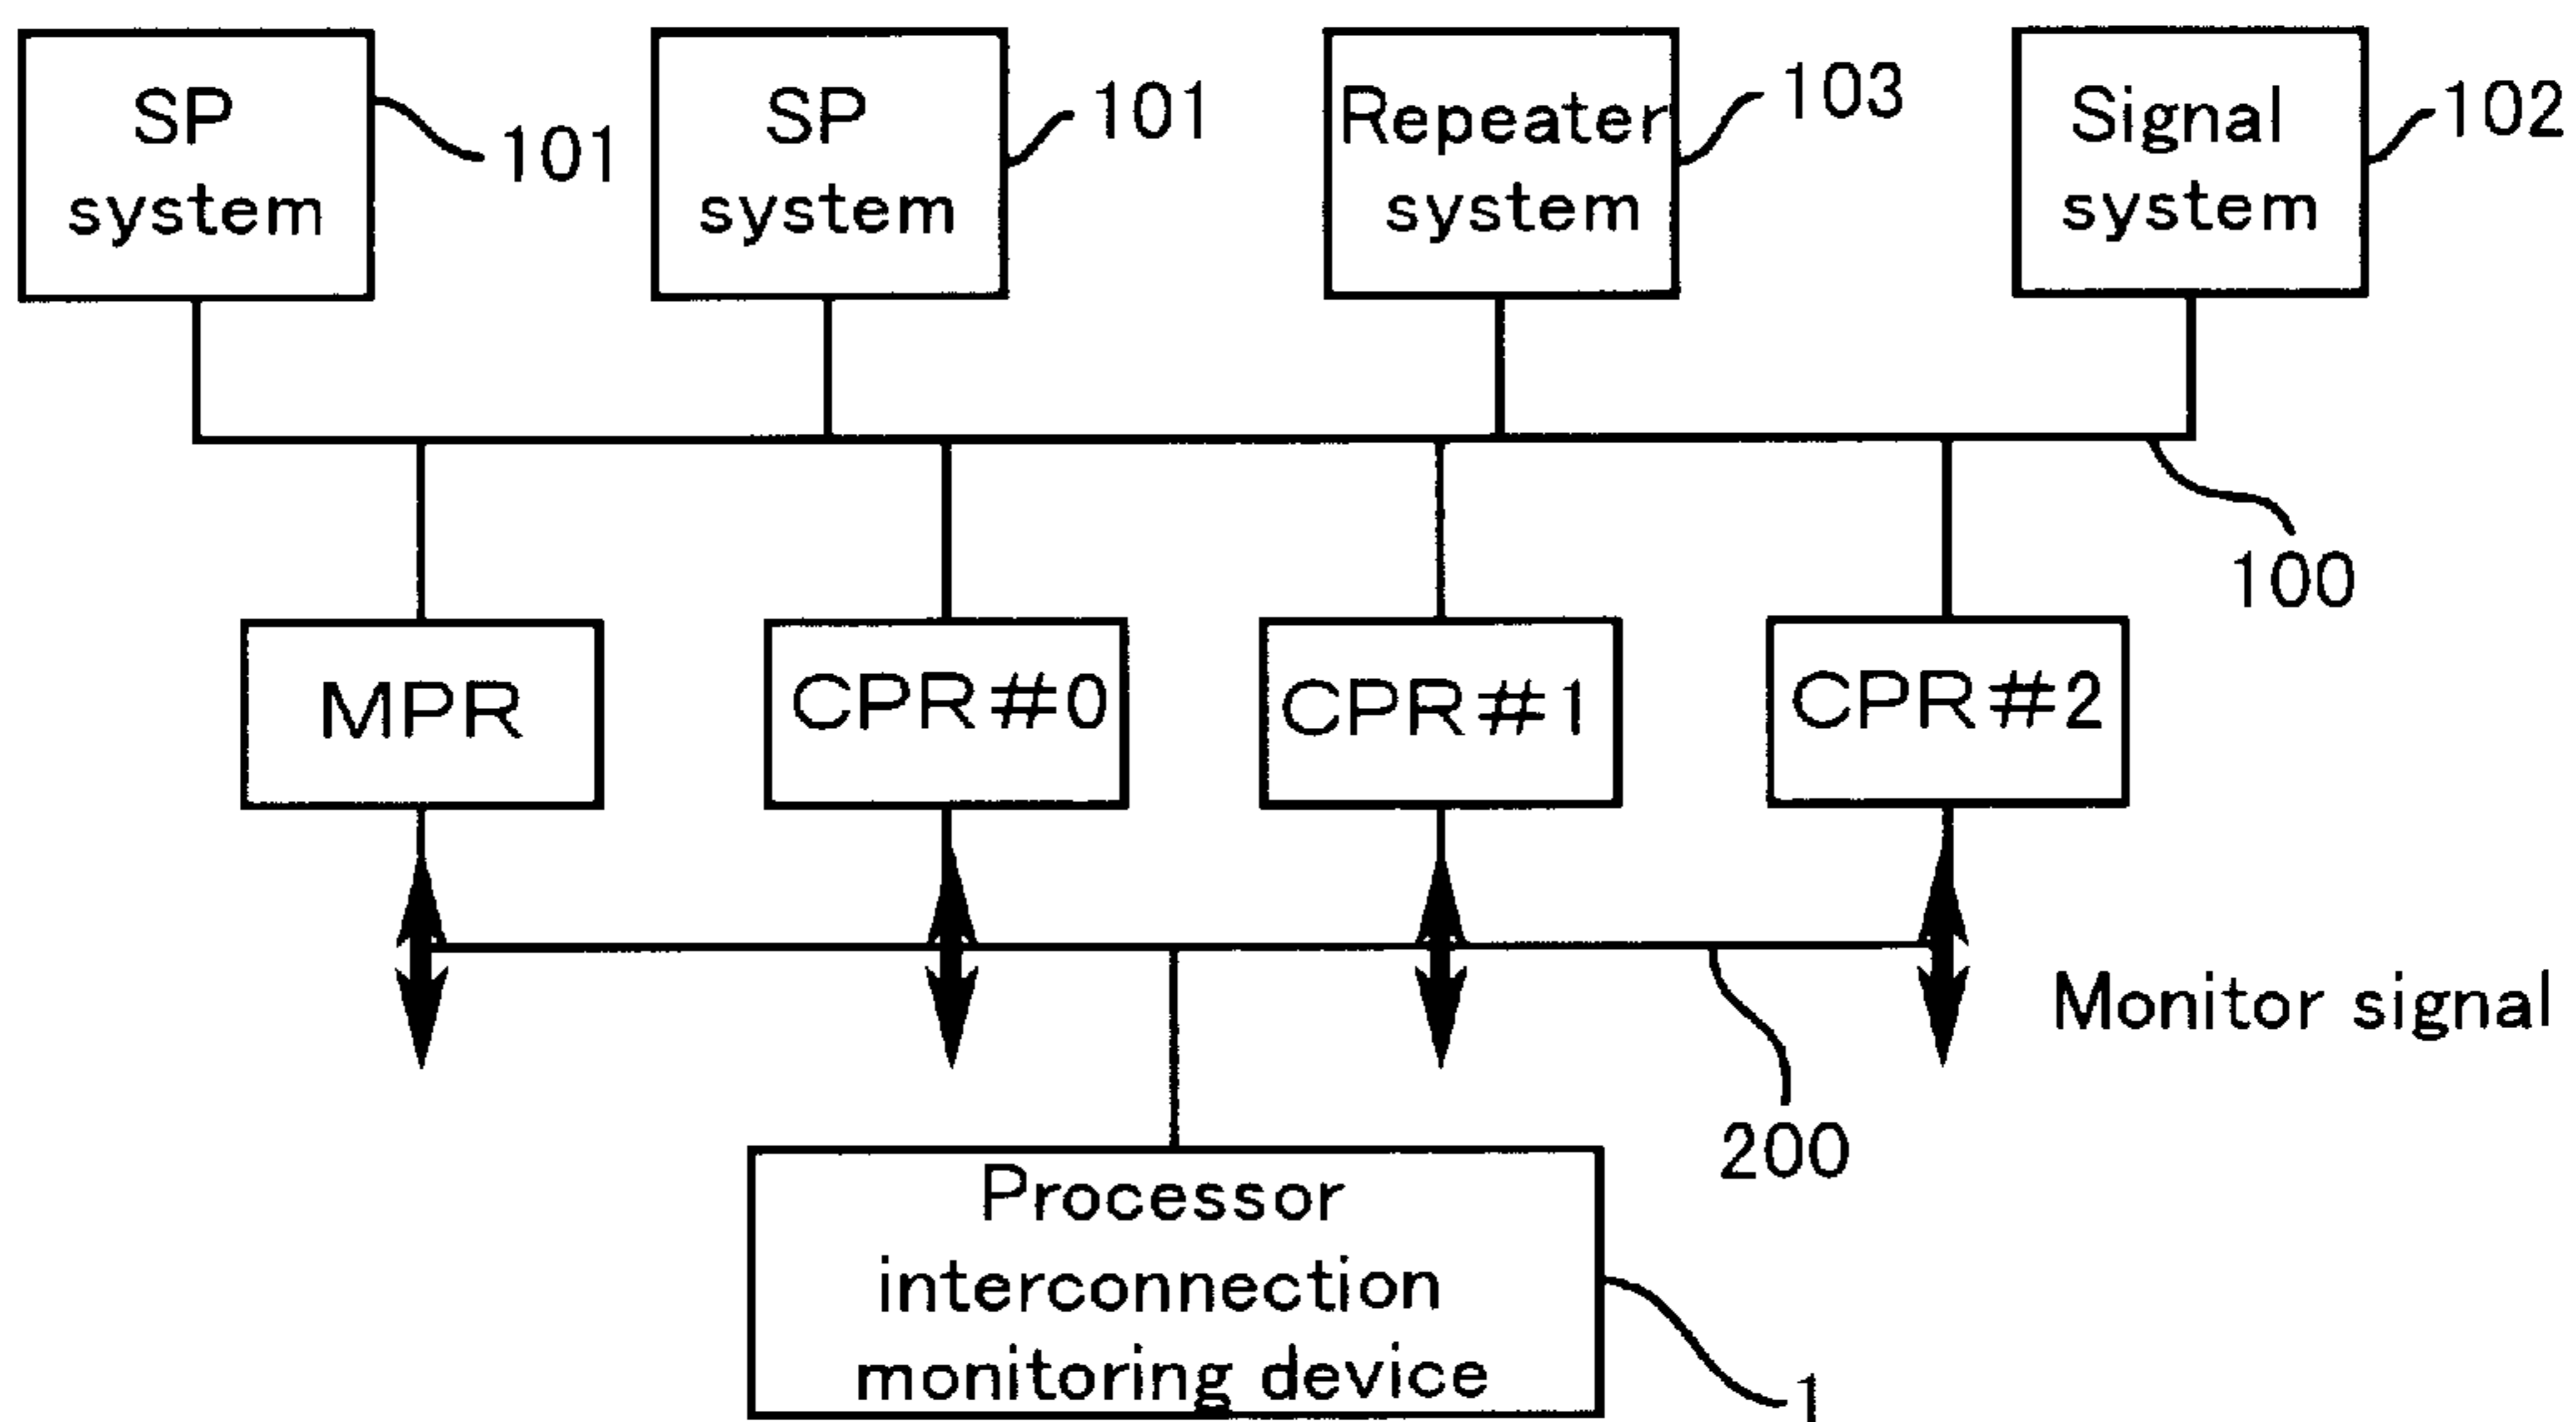 SP
system
101
SP
system
101
Repeater
system
103
Signal
system
102
100
MPR
CPR#0
CPR#1
CPR#2
Monitor signal
200
Processor
interconnection
monitoring device
1